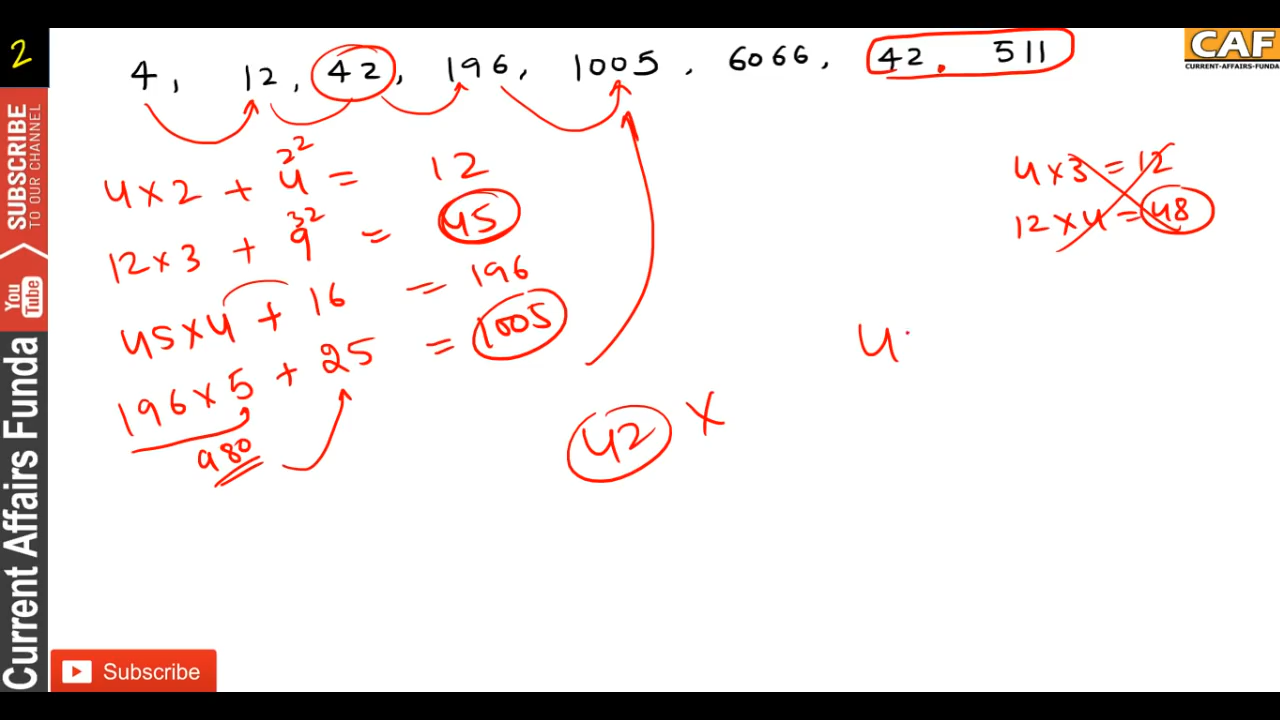 2
4, 12, 42, 196, 1005, 6066, 42. 511
CAF
CURRENT-AFFAIRS-FUNDA
4 x 2 + 4 = 12
2²
12 x 3 + 9 = 45
3²
45 x 4 + 16 = 196
196 x 5 + 25 = 1005
980
4 x 3 = 12
12 x 4 = 48
4.
42 x
SUBSCRIBE
TO OUR CHANNEL
You
Tube
Current Affairs Funda
Subscribe